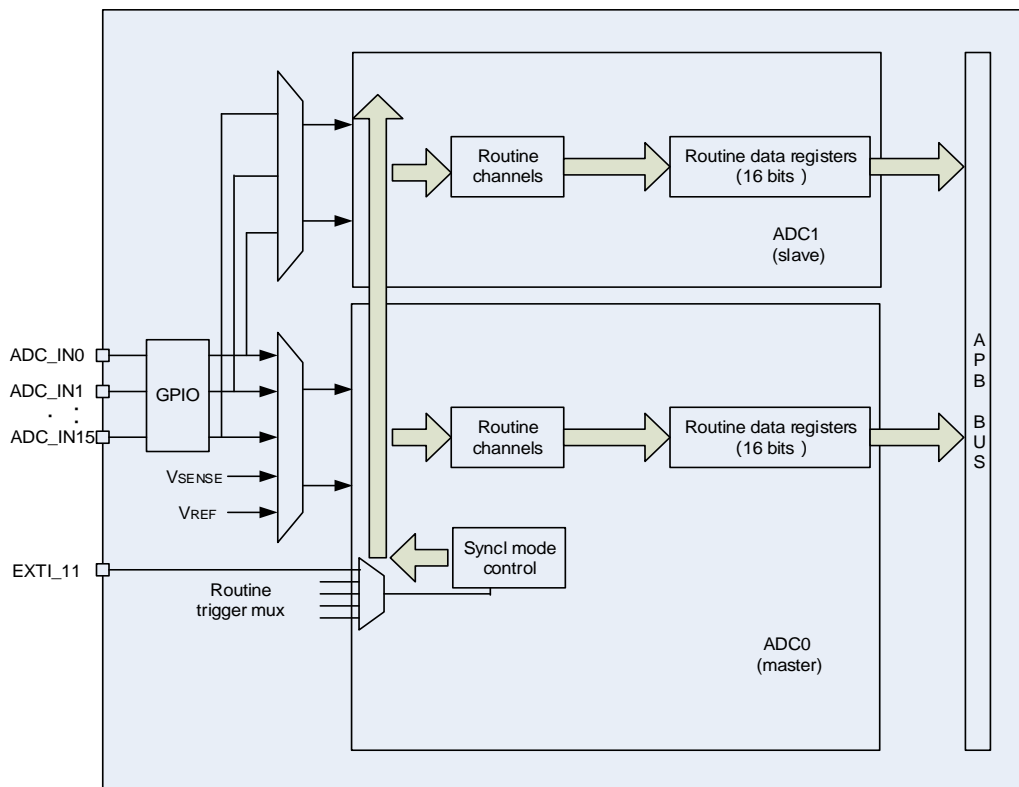 Routine
channels
Routine data registers
(16 bits )
ADC1
(slave)
ADC_IN0
ADC_IN1
. .
. .
ADC_IN15
GPIO
VSENSE
VREF
Routine
channels
Routine data registers
(16 bits )
A
P
B
B
U
S
EXTI_11
Routine
trigger mux
Syncl mode
control
ADC0
(master)